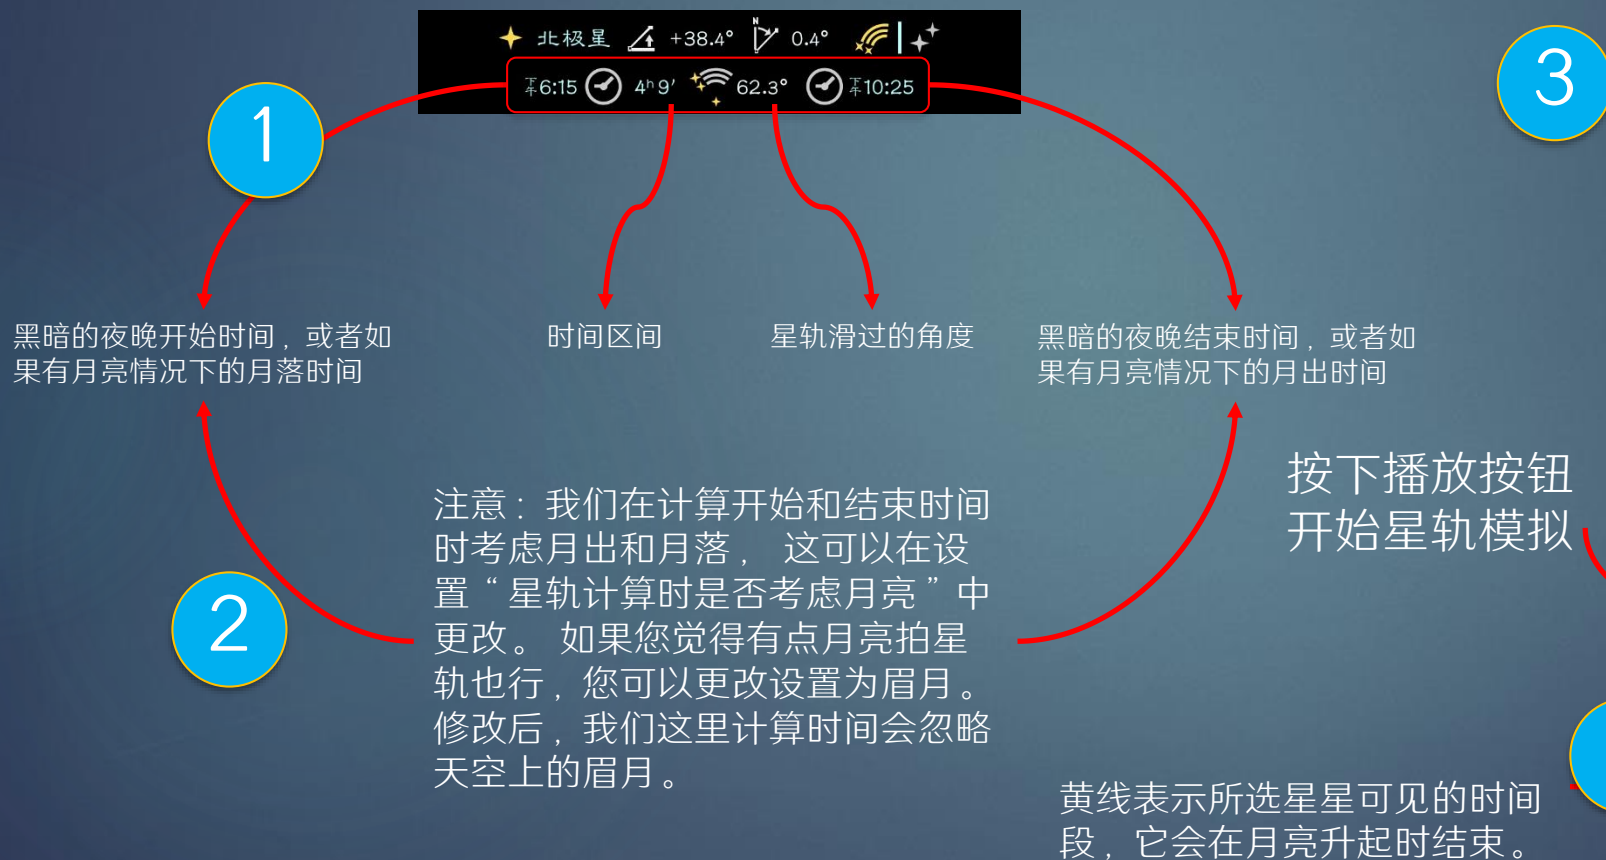 北极星 +38.4° N 0.4°
下午6:15 4h 9′ 62.3° 下午10:25
1
3
黑暗的夜晚开始时间，或者如
果有月亮情况下的月落时间
时间区间
星轨滑过的角度
黑暗的夜晚结束时间，或者如
果有月亮情况下的月出时间
按下播放按钮
开始星轨模拟
2
注意：我们在计算开始和结束时间
时考虑月出和月落， 这可以在设
置“星轨计算时是否考虑月亮”中
更改。 如果您觉得有点月亮拍星
轨也行，您可以更改设置为眉月。
修改后，我们这里计算时间会忽略
天空上的眉月。
黄线表示所选星星可见的时间
段，它会在月亮升起时结束。